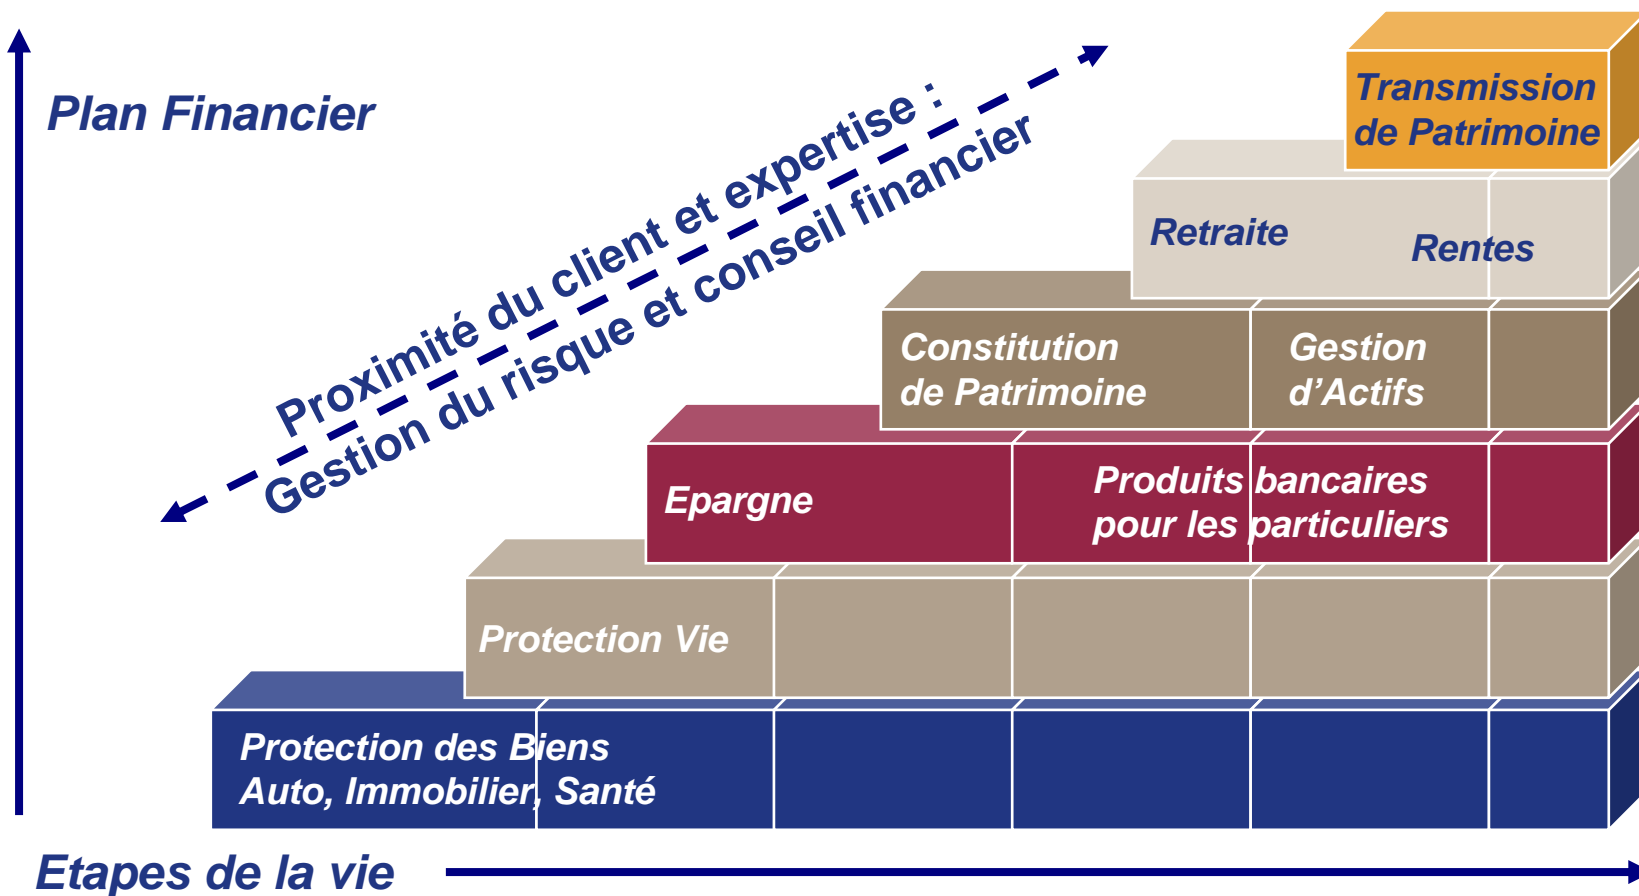 Plan Financier
Proximité du client et expertise :
Gestion du risque et conseil financier
Transmission
de Patrimoine
Retraite
Rentes
Constitution
de Patrimoine
Gestion
d’Actifs
Epargne
Produits bancaires
pour les particuliers
Protection Vie
Protection des Biens
Auto, Immobilier, Santé
Etapes de la vie